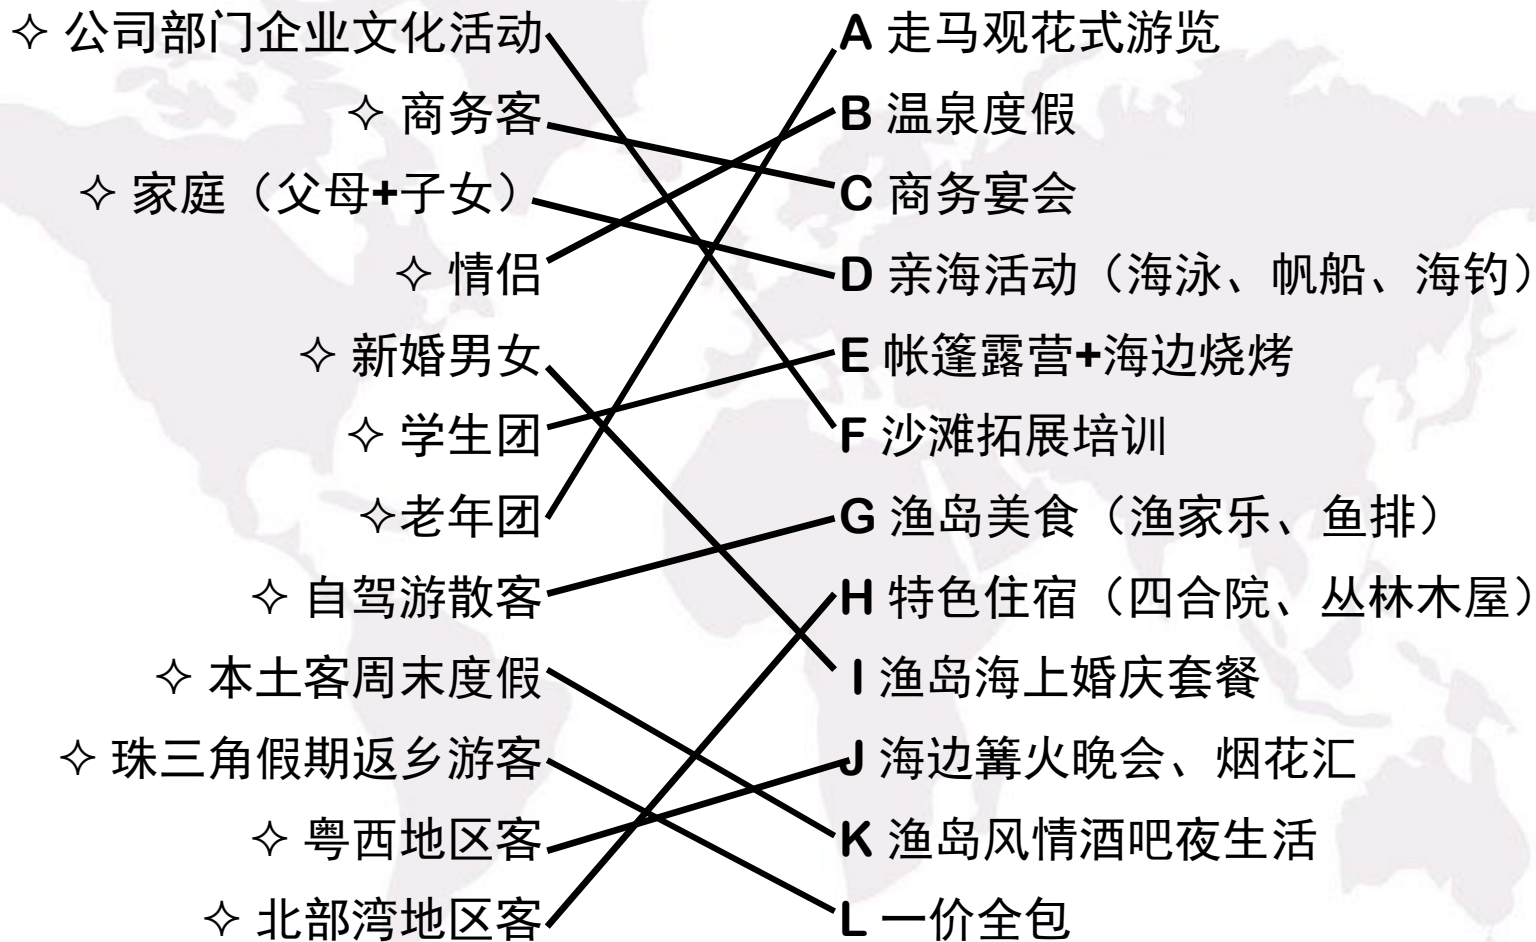 ✧ 公司部门企业文化活动 A 走马观花式游览
✧ 商务客 B 温泉度假
✧ 家庭（父母+子女） C 商务宴会
✧ 情侣 D 亲海活动（海泳、帆船、海钓）
✧ 新婚男女 E 帐篷露营+海边烧烤
✧ 学生团 F 沙滩拓展培训
✧老年团 G 渔岛美食（渔家乐、鱼排）
✧ 自驾游散客 H 特色住宿（四合院、丛林木屋）
✧ 本土客周末度假 I 渔岛海上婚庆套餐
✧ 珠三角假期返乡游客 J 海边篝火晚会、烟花汇
✧ 粤西地区客 K 渔岛风情酒吧夜生活
✧ 北部湾地区客 L 一价全包